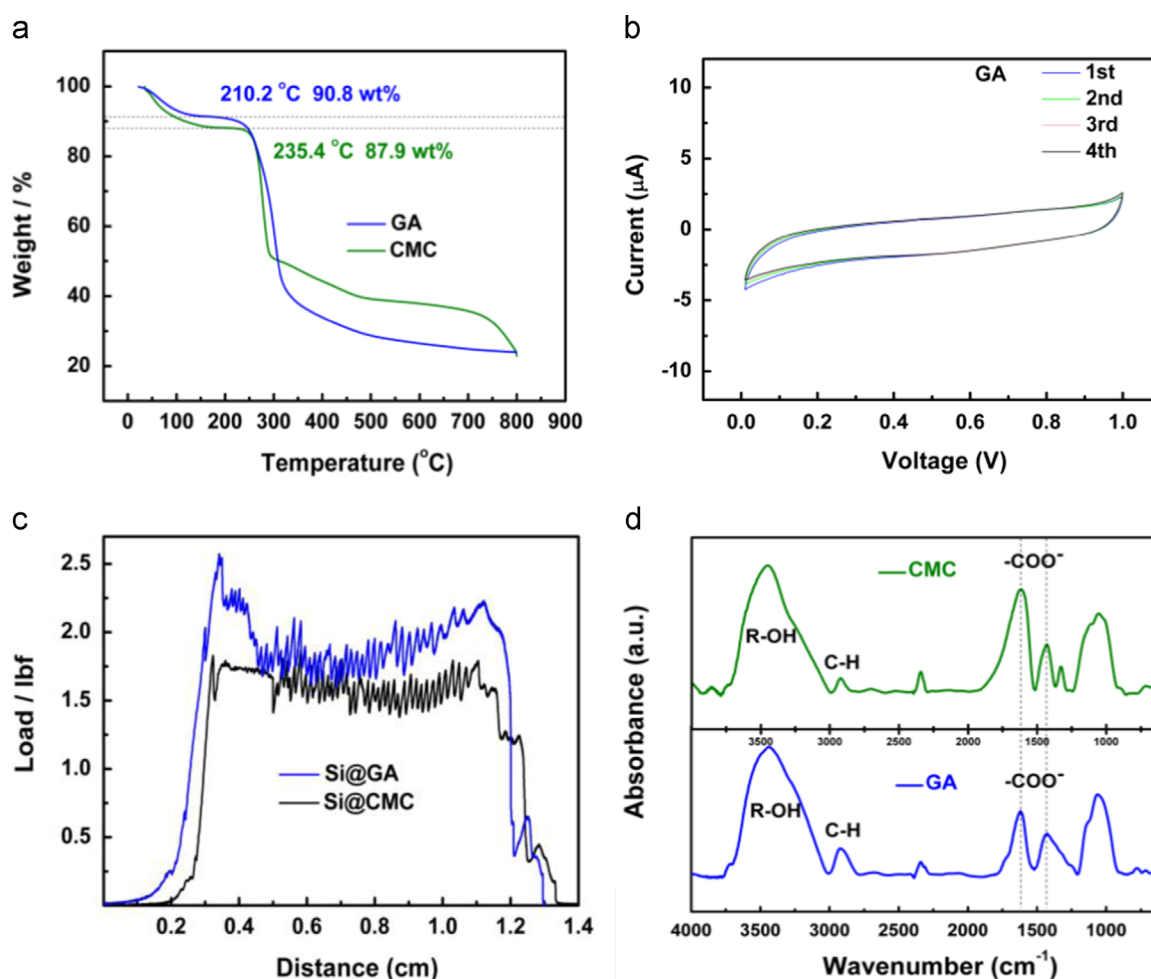 a
100
80
60
40
20
Weight / %
210.2 °C 90.8 wt%
235.4 °C 87.9 wt%
GA
CMC
0 100 200 300 400 500 600 700 800 900
Temperature (°C)
b
10
5
0
-5
-10
Current (μA)
GA
1st
2nd
3rd
4th
0.0 0.2 0.4 0.6 0.8 1.0
Voltage (V)
c
2.5
2.0
1.5
1.0
0.5
Load / lbf
Si@GA
Si@CMC
0.2 0.4 0.6 0.8 1.0 1.2 1.4
Distance (cm)
d
Absorbance (a.u.)
CMC
-COO⁻
R-OH
C-H
3500 3000 2500 2000 1500 1000
GA
-COO⁻
R-OH
C-H
4000 3500 3000 2500 2000 1500 1000
Wavenumber (cm⁻¹)